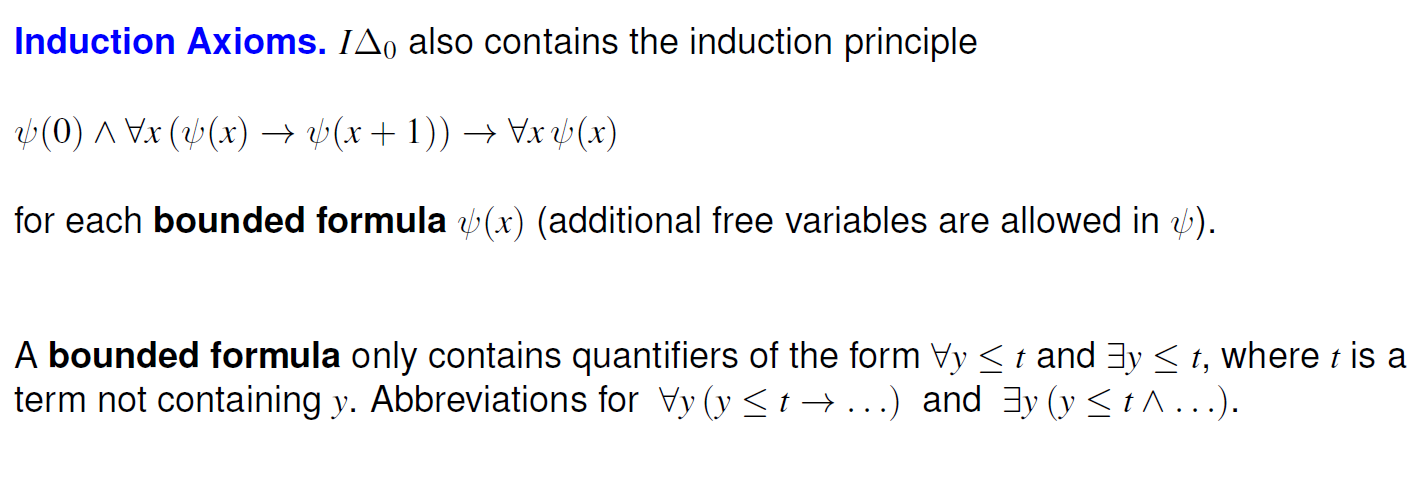 Induction Axioms. IΔ₀ also contains the induction principle
ψ(0) ∧ ∀x (ψ(x) → ψ(x + 1)) → ∀x ψ(x)
for each bounded formula ψ(x) (additional free variables are allowed in ψ).
A bounded formula only contains quantifiers of the form ∀y ≤ t and ∃y ≤ t, where t is a
term not containing y. Abbreviations for ∀y (y ≤ t → ...) and ∃y (y ≤ t ∧ ...).